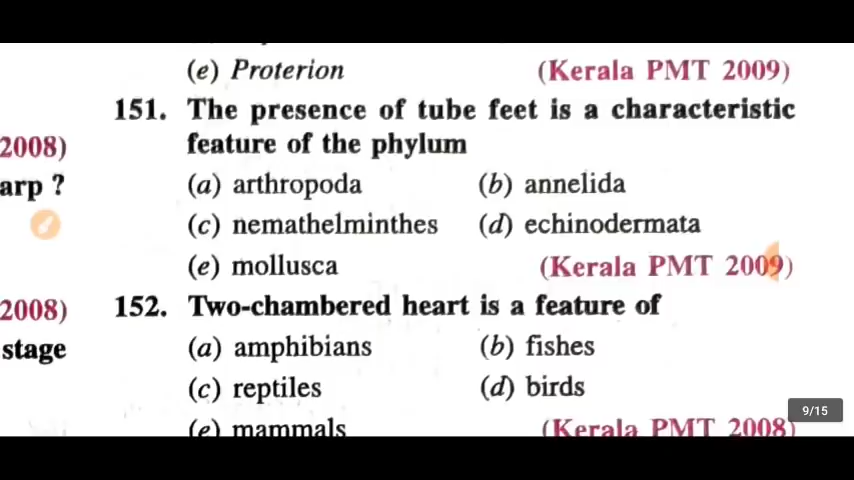 (e) Proterion (Kerala PMT 2009)
151. The presence of tube feet is a characteristic
2008) feature of the phylum
arp ? (a) arthropoda (b) annelida
(c) nemathelminthes (d) echinodermata
(e) mollusca (Kerala PMT 2009)
2008) 152. Two-chambered heart is a feature of
stage (a) amphibians (b) fishes
(c) reptiles (d) birds
9/15
(e) mammals (Kerala PMT 2008)